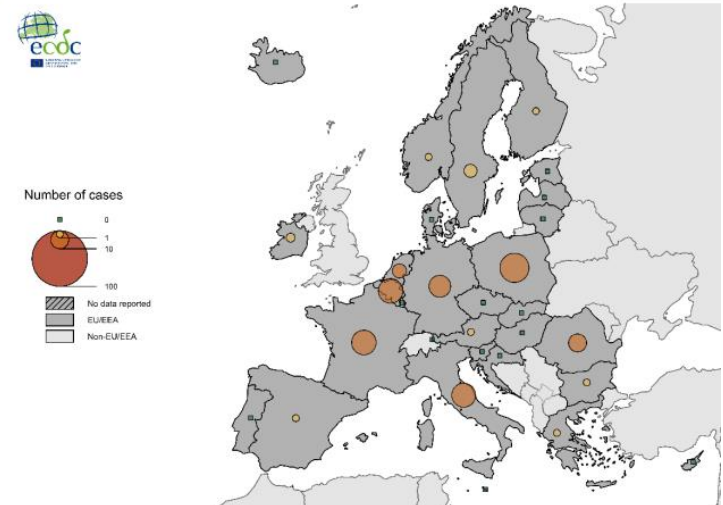 ecdc
Number of cases
0
1
10
100
No data reported
EU/EEA
Non-EU/EEA